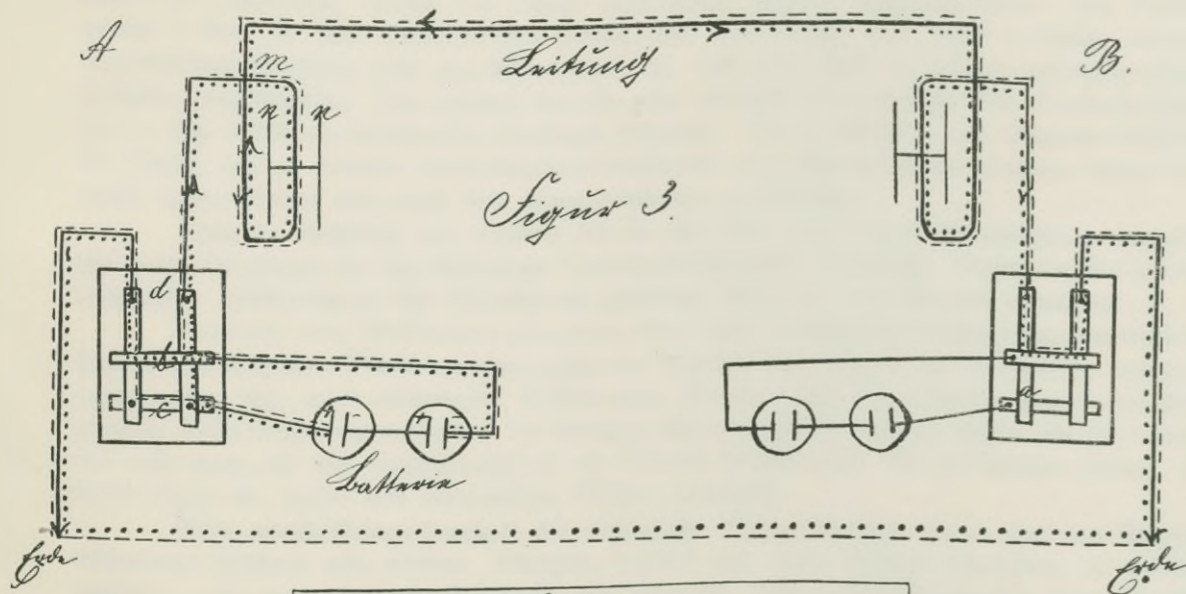 A
B.
Leitung
m
n n
Figur 3.
d
b
c
a
+ +
Batterie
Erde
Erde